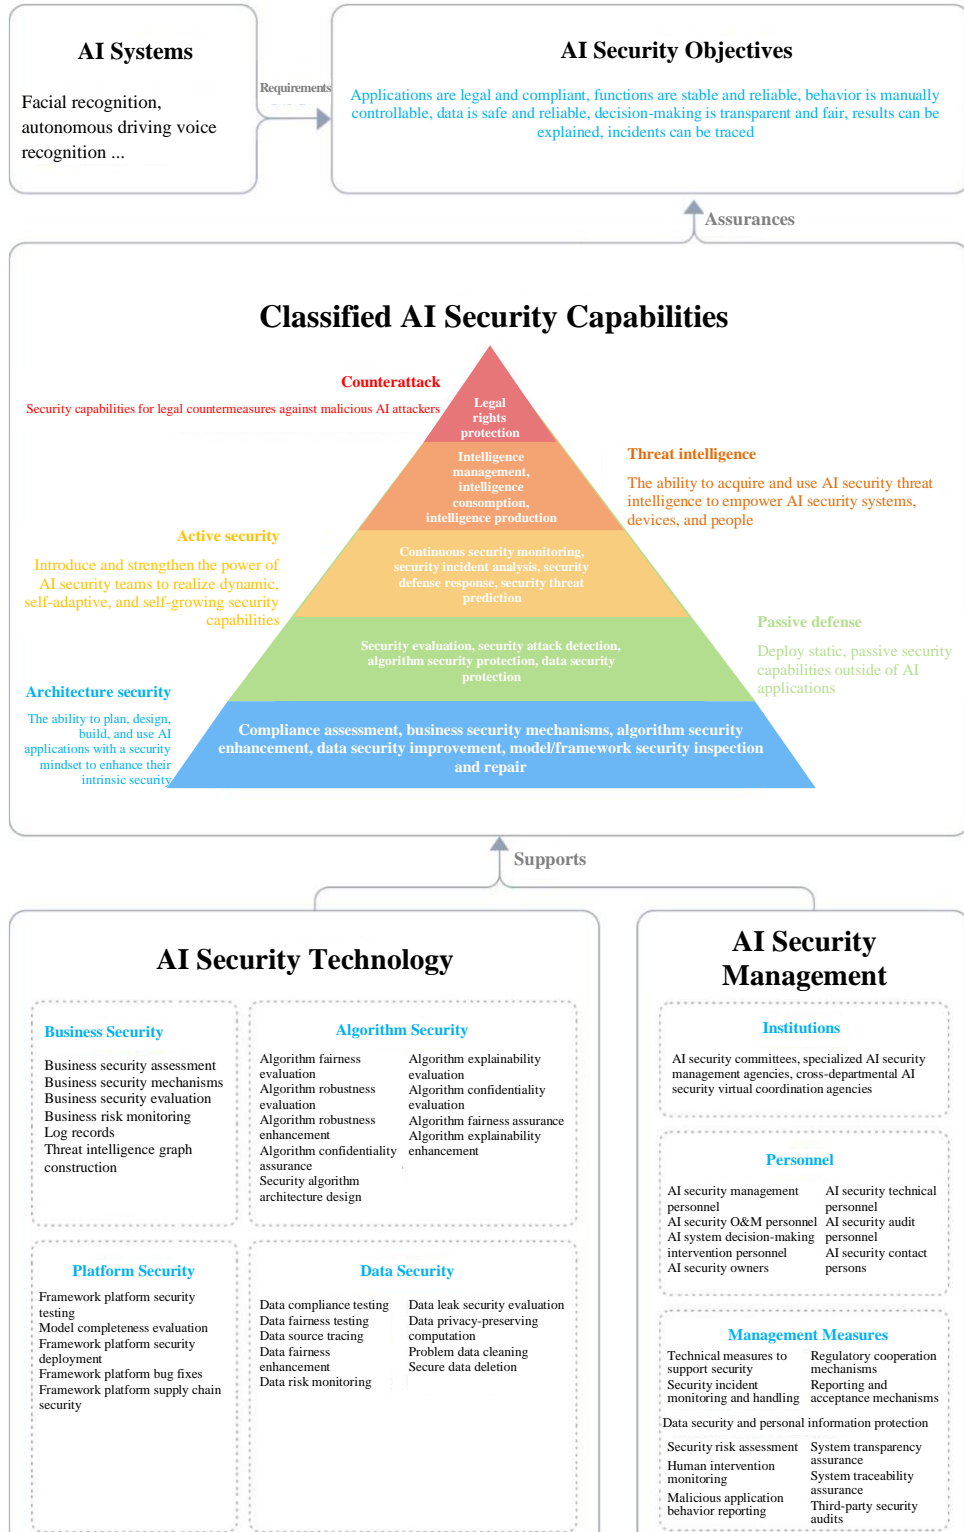 AI Systems
Facial recognition,
autonomous driving voice
recognition ...
Requirements
AI Security Objectives
Applications are legal and compliant, functions are stable and reliable, behavior is manually
controllable, data is safe and reliable, decision-making is transparent and fair, results can be
explained, incidents can be traced
Assurances
Classified AI Security Capabilities
Counterattack
Security capabilities for legal countermeasures against malicious AI attackers
Legal
rights
protection
Intelligence
management,
intelligence
consomption,
intelligence production
Threat intelligence
The ability to acquire and use AI security threat
intelligence to empower AI security systems,
devices, and people
Active security
Introduce and strengthen the power of
AI security teams to realize dynamic,
self-adaptive, and self-growing security
capabilities
Continuous security monitoring,
security incident analysis, security
defense response, security threat
prediction
Passive defense
Deploy static, passive security
capabilities outside of AI
applications
Security evaluation, security attack detection,
algorithm security protection, data security
protection
Architecture security
The ability to plan, design,
build, and use AI
applications with a security
mindset to enhance their
intrinsic security
Compliance assessment, business security mechanisms, algorithm security
enhancement, data security improvement, model/framework security inspection
and repair
Supports
AI Security Technology
Business Security
Business security assessment
Business security mechanisms
Business security evaluation
Business risk monitoring
Log records
Threat intelligence graph
construction
Algorithm Security
Algorithm fairness
evaluation
Algorithm robustness
evaluation
Algorithm robustness
enhancement
Algorithm confidentiality
assurance
Security algorithm
architecture design
Algorithm explainability
evaluation
Algorithm confidentiality
evaluation
Algorithm fairness assurance
Algorithm explainability
enhancement
Platform Security
Framework platform security
testing
Model completeness evaluation
Framework platform security
deployment
Framework platform bug fixes
Framework platform supply chain
security
Data Security
Data compliance testing
Data fairness testing
Data source tracing
Data fairness
enhancement
Data risk monitoring
Data leak security evaluation
Data privacy-preserving
computation
Problem data cleaning
Secure data deletion
AI Security
Management
Institutions
AI security committees, specialized AI security
management agencies, cross-departmental AI
security virtual coordination agencies
Personnel
AI security management
personnel
AI security O&M personnel
AI system decision-making
intervention personnel
AI security owners
AI security technical
personnel
AI security audit
personnel
AI security contact
persons
Management Measures
Technical measures to
support security
Security incident
monitoring and handling
Regulatory cooperation
mechanisms
Reporting and
acceptance mechanisms
Data security and personal information protection
Security risk assessment
Human intervention
monitoring
Malicious application
behavior reporting
System transparency
assurance
System traceability
assurance
Third-party security
audits